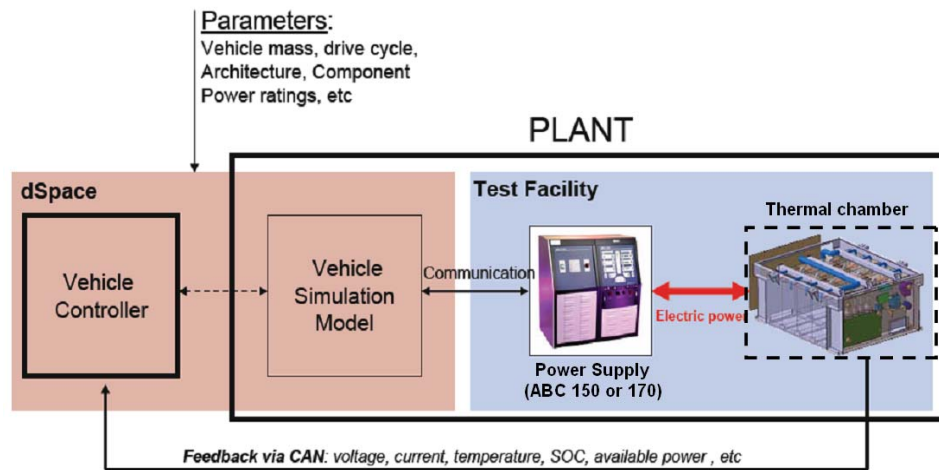 Parameters:
Vehicle mass, drive cycle,
Architecture, Component
Power ratings, etc
PLANT
dSpace
Test Facility
Thermal chamber
Vehicle
Controller
Vehicle
Simulation
Model
Communication
Electric power
Power Supply
(ABC 150 or 170)
Feedback via CAN: voltage, current, temperature, SOC, available power , etc